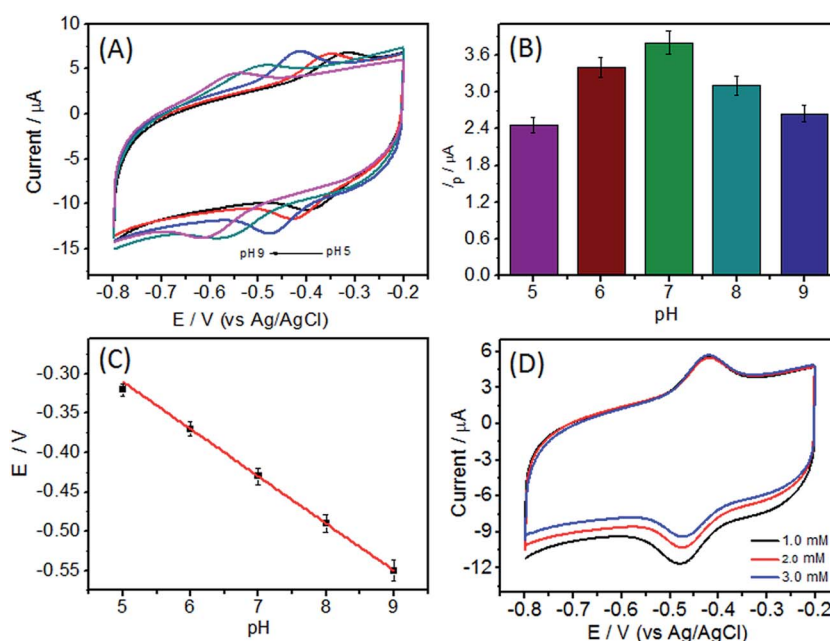 (A)
10
5
0
-5
-10
-15
Current / μA
pH 9
pH 5
-0.8 -0.7 -0.6 -0.5 -0.4 -0.3 -0.2
E / V (vs Ag/AgCl)
(B)
3.6
3.0
2.4
1.8
1.2
0.6
0.0
Ip / μA
5 6 7 8 9
pH
(C)
-0.30
-0.35
-0.40
-0.45
-0.50
-0.55
E / V
5 6 7 8 9
pH
(D)
6
3
0
-3
-6
-9
-12
Current / μA
1.0 mM
2.0 mM
3.0 mM
-0.8 -0.7 -0.6 -0.5 -0.4 -0.3 -0.2
E / V (vs Ag/AgCl)